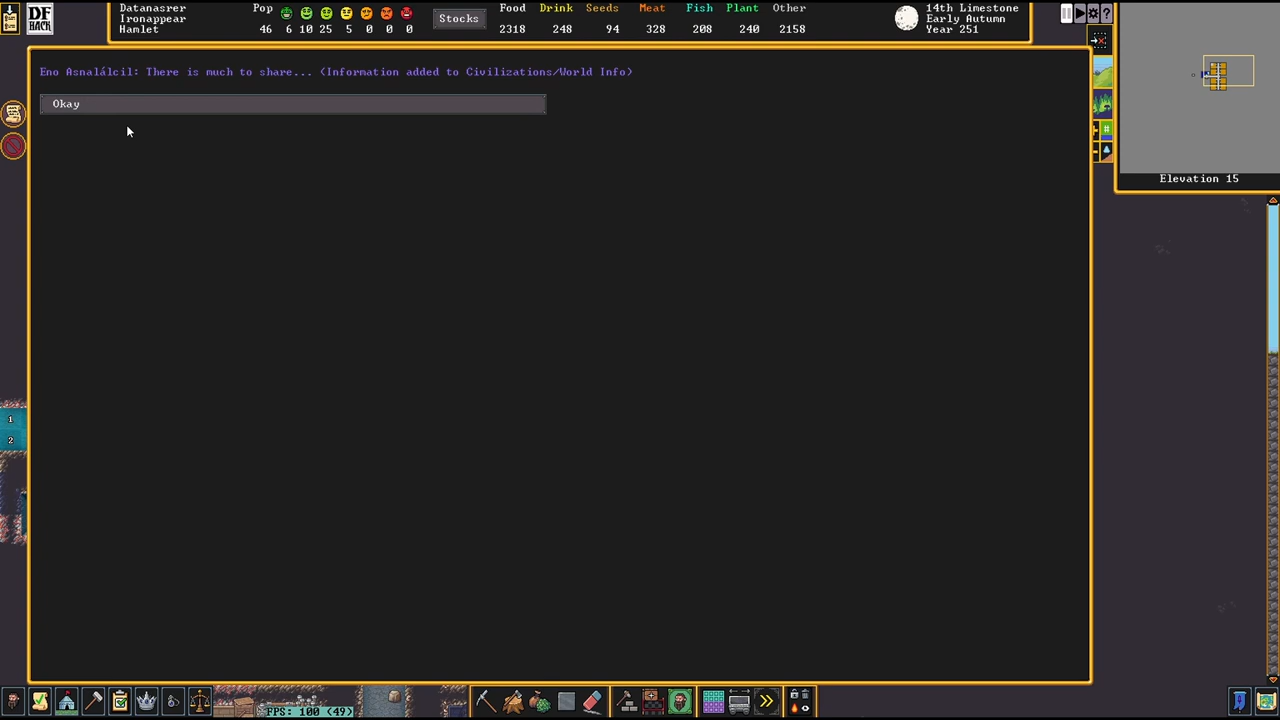 Datanasrer
Ironappear
Hamlet
DF
HACK
Pop
46 6 10 25 5 0 0 0
Stocks
Food Drink Seeds Meat Fish Plant Other
2318 248 94 328 208 240 2158
14th Limestone
Early Autumn
Year 251
?
Eno Asnalálcil: There is much to share... (Information added to Civilizations/World Info)
Okay
Elevation 15
1
2
FPS: 100 (49)